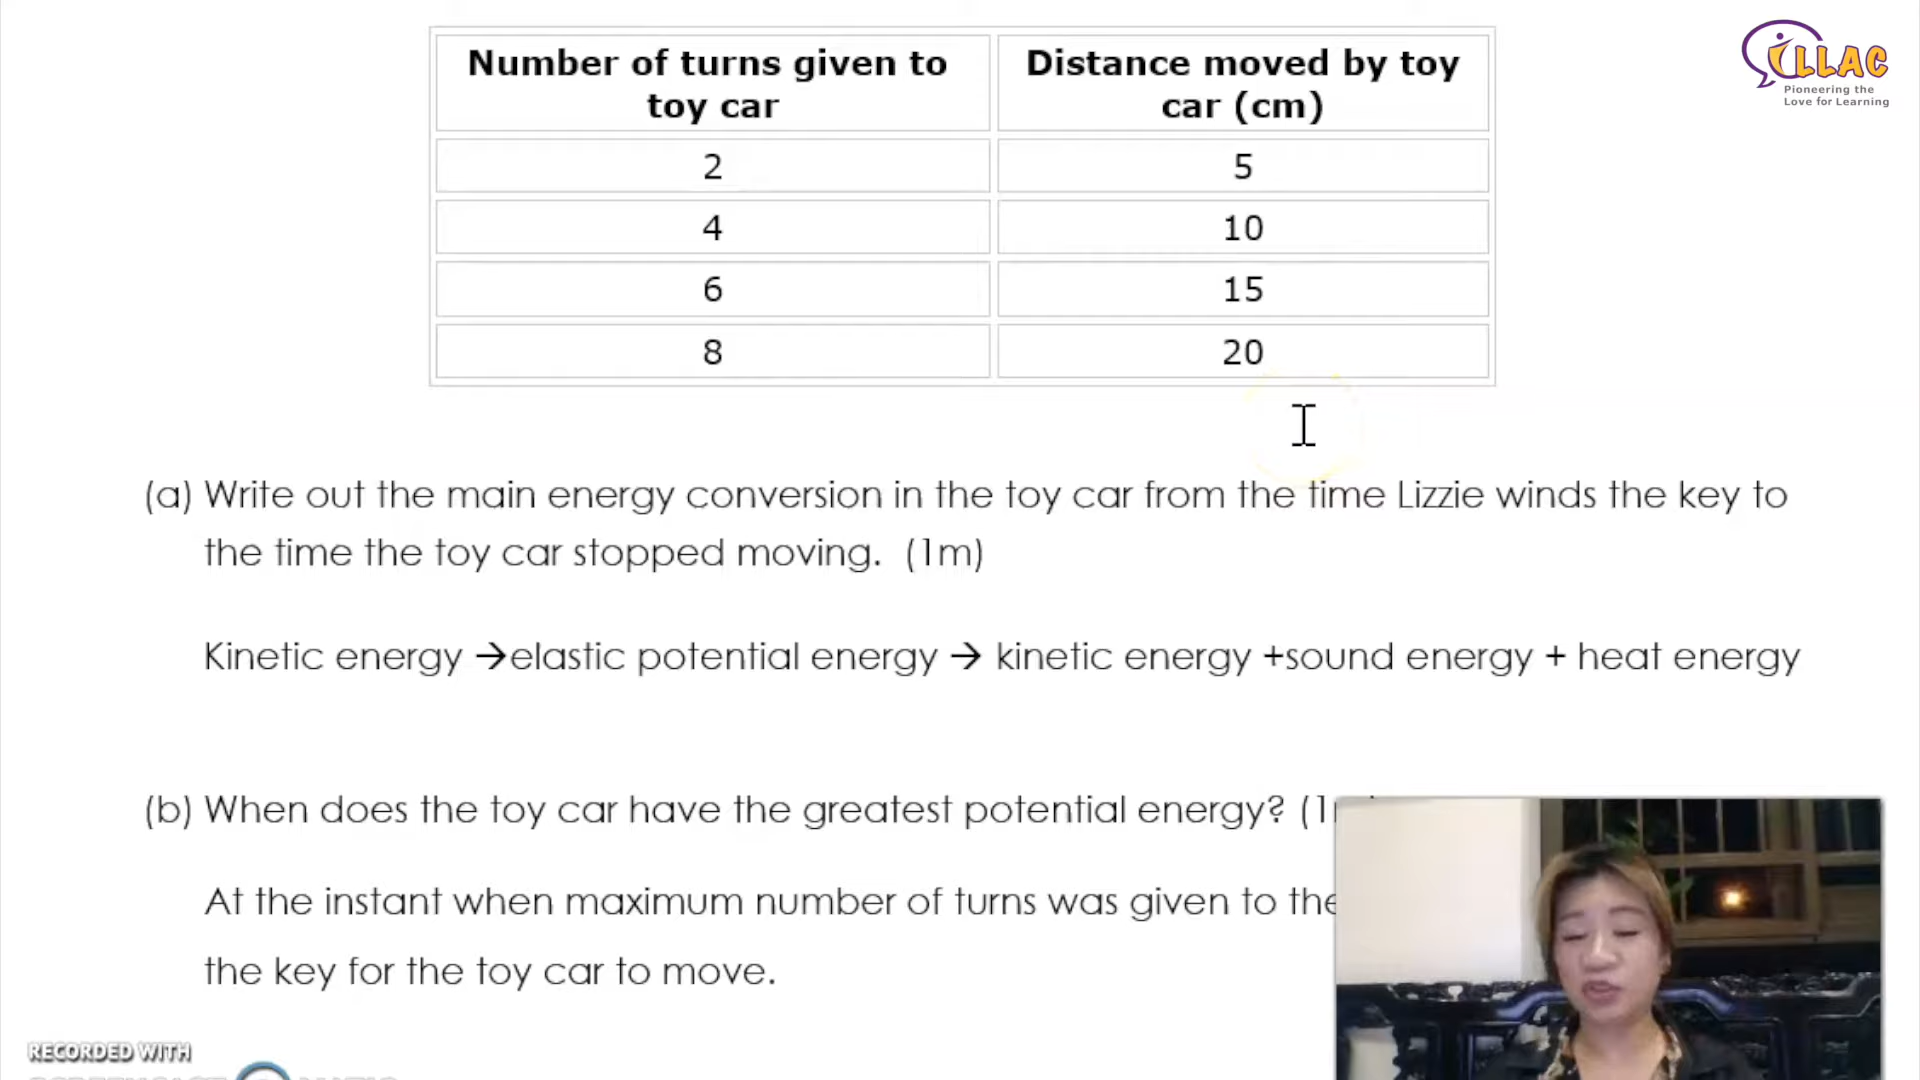 iLLAC
Pioneering the
Love for Learning
Number of turns given to toy car
Distance moved by toy car (cm)
2 5
4 10
6 15
8 20
(a) Write out the main energy conversion in the toy car from the time Lizzie winds the key to
the time the toy car stopped moving. (1m)
Kinetic energy →elastic potential energy → kinetic energy +sound energy + heat energy
(b) When does the toy car have the greatest potential energy?
At the instant when maximum number of turns was given to the
the key for the toy car to move.
RECORDED WITH